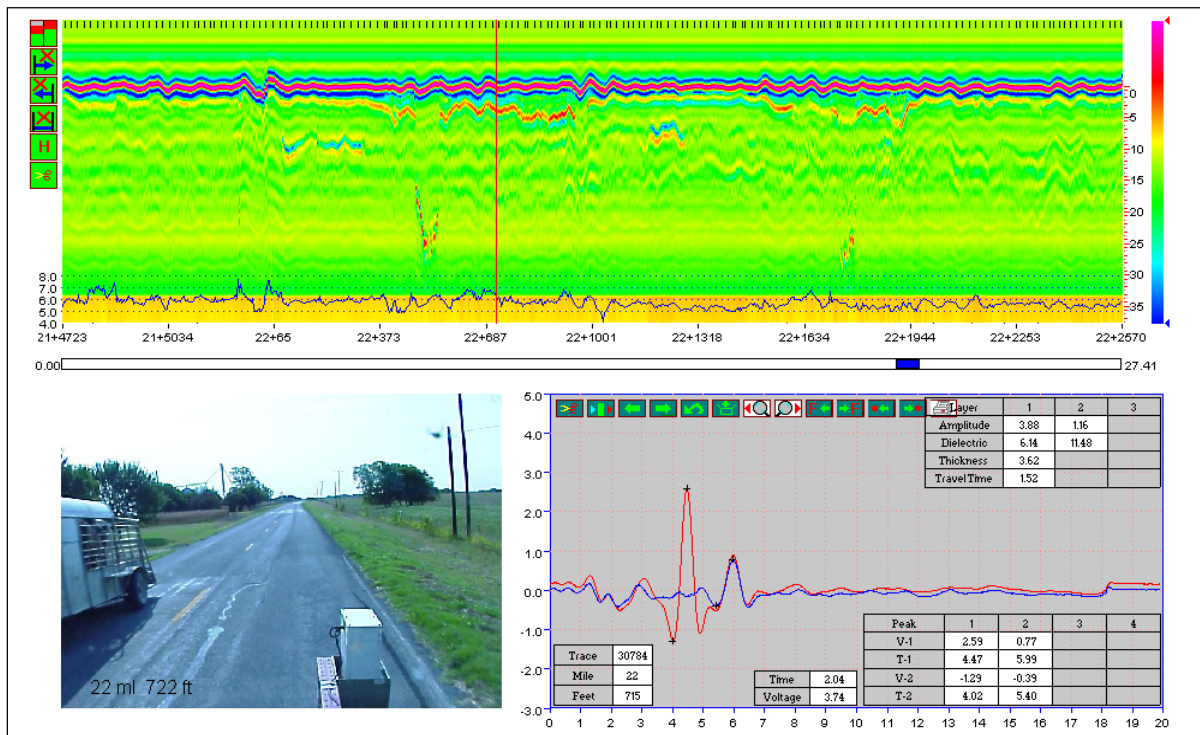 H
0
5
10
15
20
25
30
35
8.0
7.0
6.0
5.0
4.0
21+4723 21+5034 22+65 22+373 22+687 22+1001 22+1318 22+1634 22+1944 22+2253 22+2570
0.00 27.41
22 ml 722 ft
5.0
4.0
3.0
2.0
1.0
0.0
-1.0
-2.0
-3.0
0 1 2 3 4 5 6 7 8 9 10 11 12 13 14 15 16 17 18 19 20
F F
Layer 1 2 3
Amplitude 3.88 1.16
Dielectric 6.14 11.48
Thickness 3.62
Travel Time 1.52
Trace 30784
Mile 22
Feet 715
Time 2.04
Voltage 3.74
Peak 1 2 3 4
V-1 2.59 0.77
T-1 4.47 5.99
V-2 -1.29 -0.39
T-2 4.02 5.40